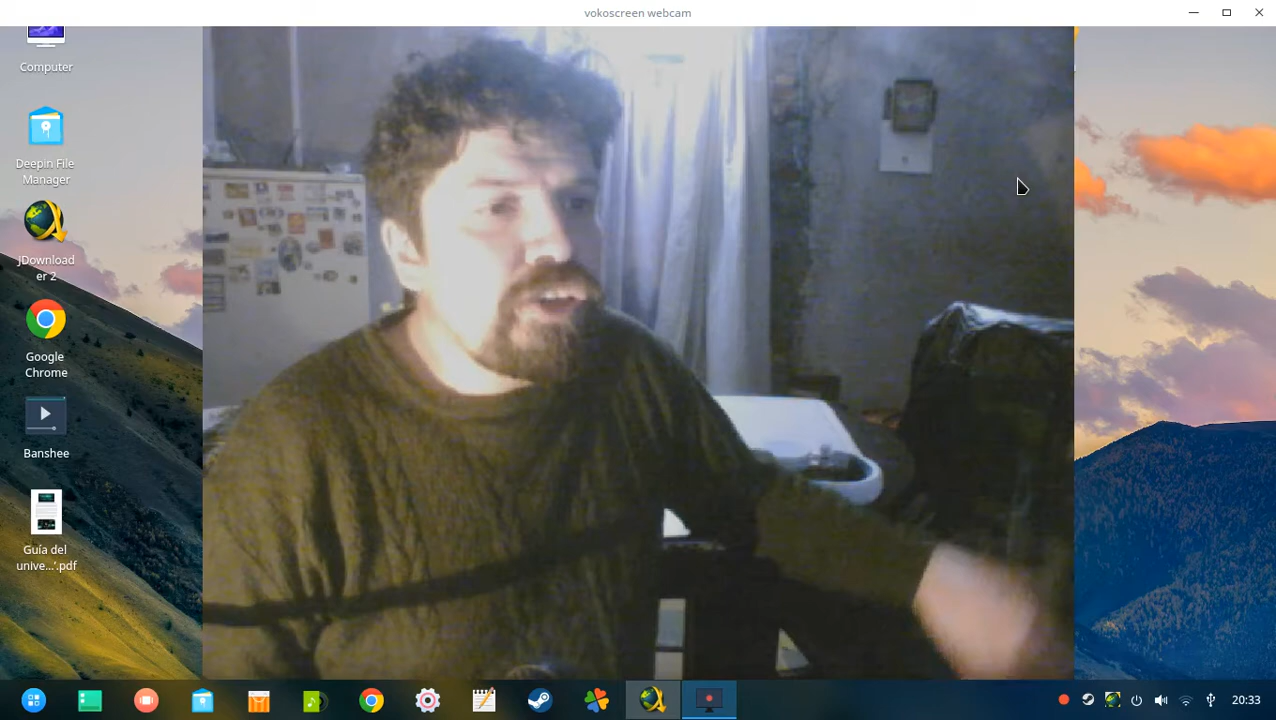 vokoscreen webcam
Computer
Deepin File
Manager
JDownload
er 2
Google
Chrome
Banshee
Guía del
unive...'.pdf
20:33